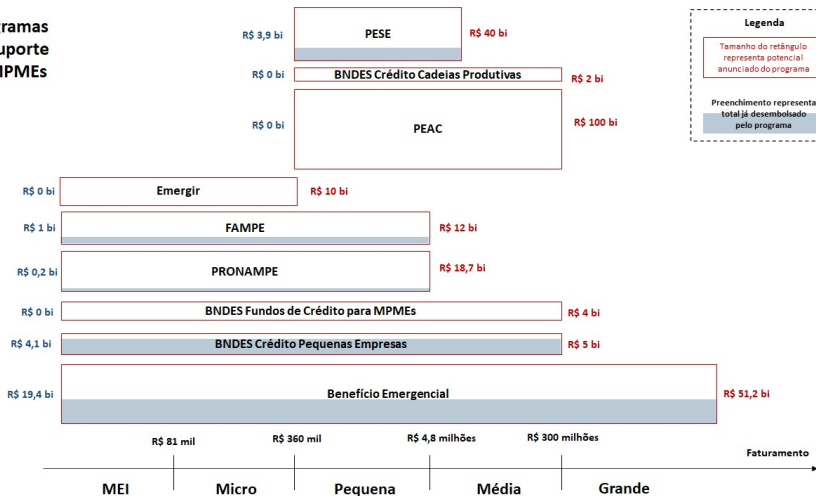 gramas
uporte
MPMEs
R$ 3,9 bi
PESE
R$ 40 bi
R$ 0 bi
BNDES Crédito Cadeias Produtivas
R$ 2 bi
R$ 0 bi
PEAC
R$ 100 bi
R$ 0 bi
Emergir
R$ 10 bi
R$ 1 bi
FAMPE
R$ 12 bi
R$ 0,2 bi
PRONAMPE
R$ 18,7 bi
R$ 0 bi
BNDES Fundos de Crédito para MPMEs
R$ 4 bi
R$ 4,1 bi
BNDES Crédito Pequenas Empresas
R$ 5 bi
R$ 19,4 bi
Benefício Emergencial
R$ 51,2 bi
R$ 81 mil
R$ 360 mil
R$ 4,8 milhões
R$ 300 milhões
Faturamento
MEI
Micro
Pequena
Média
Grande
Legenda
Tamanho do retângulo
representa potencial
anunciado do programa
Preenchimento representa
total já desembolsado
pelo programa